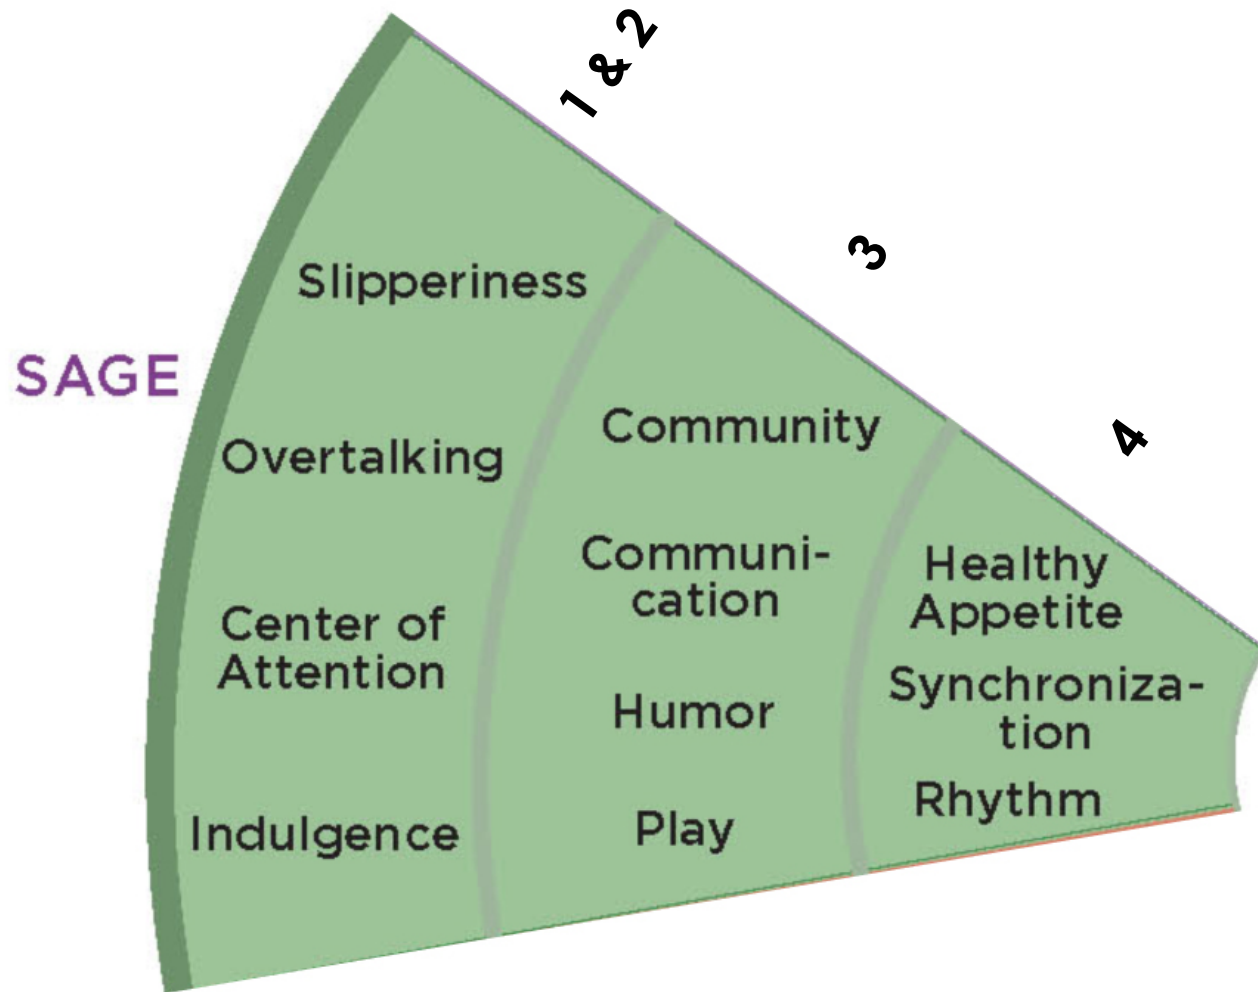 1 & 2
3
4
SAGE
Slipperiness
Overtalking
Center of
Attention
Indulgence
Community
Communi-
cation
Humor
Play
Healthy
Appetite
Synchroniza-
tion
Rhythm